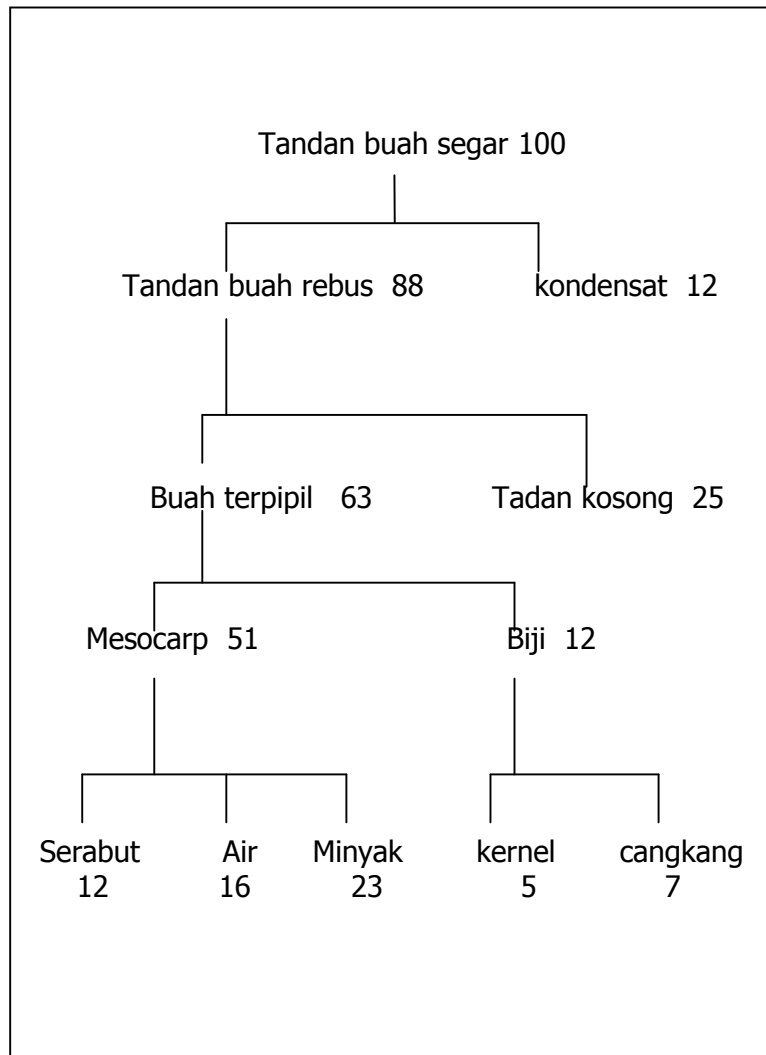 Tandan buah segar 100
Tandan buah rebus 88 kondensat 12
Buah terpipil 63 Tadan kosong 25
Mesocarp 51 Biji 12
Serabut Air Minyak kernel cangkang
12 16 23 5 7